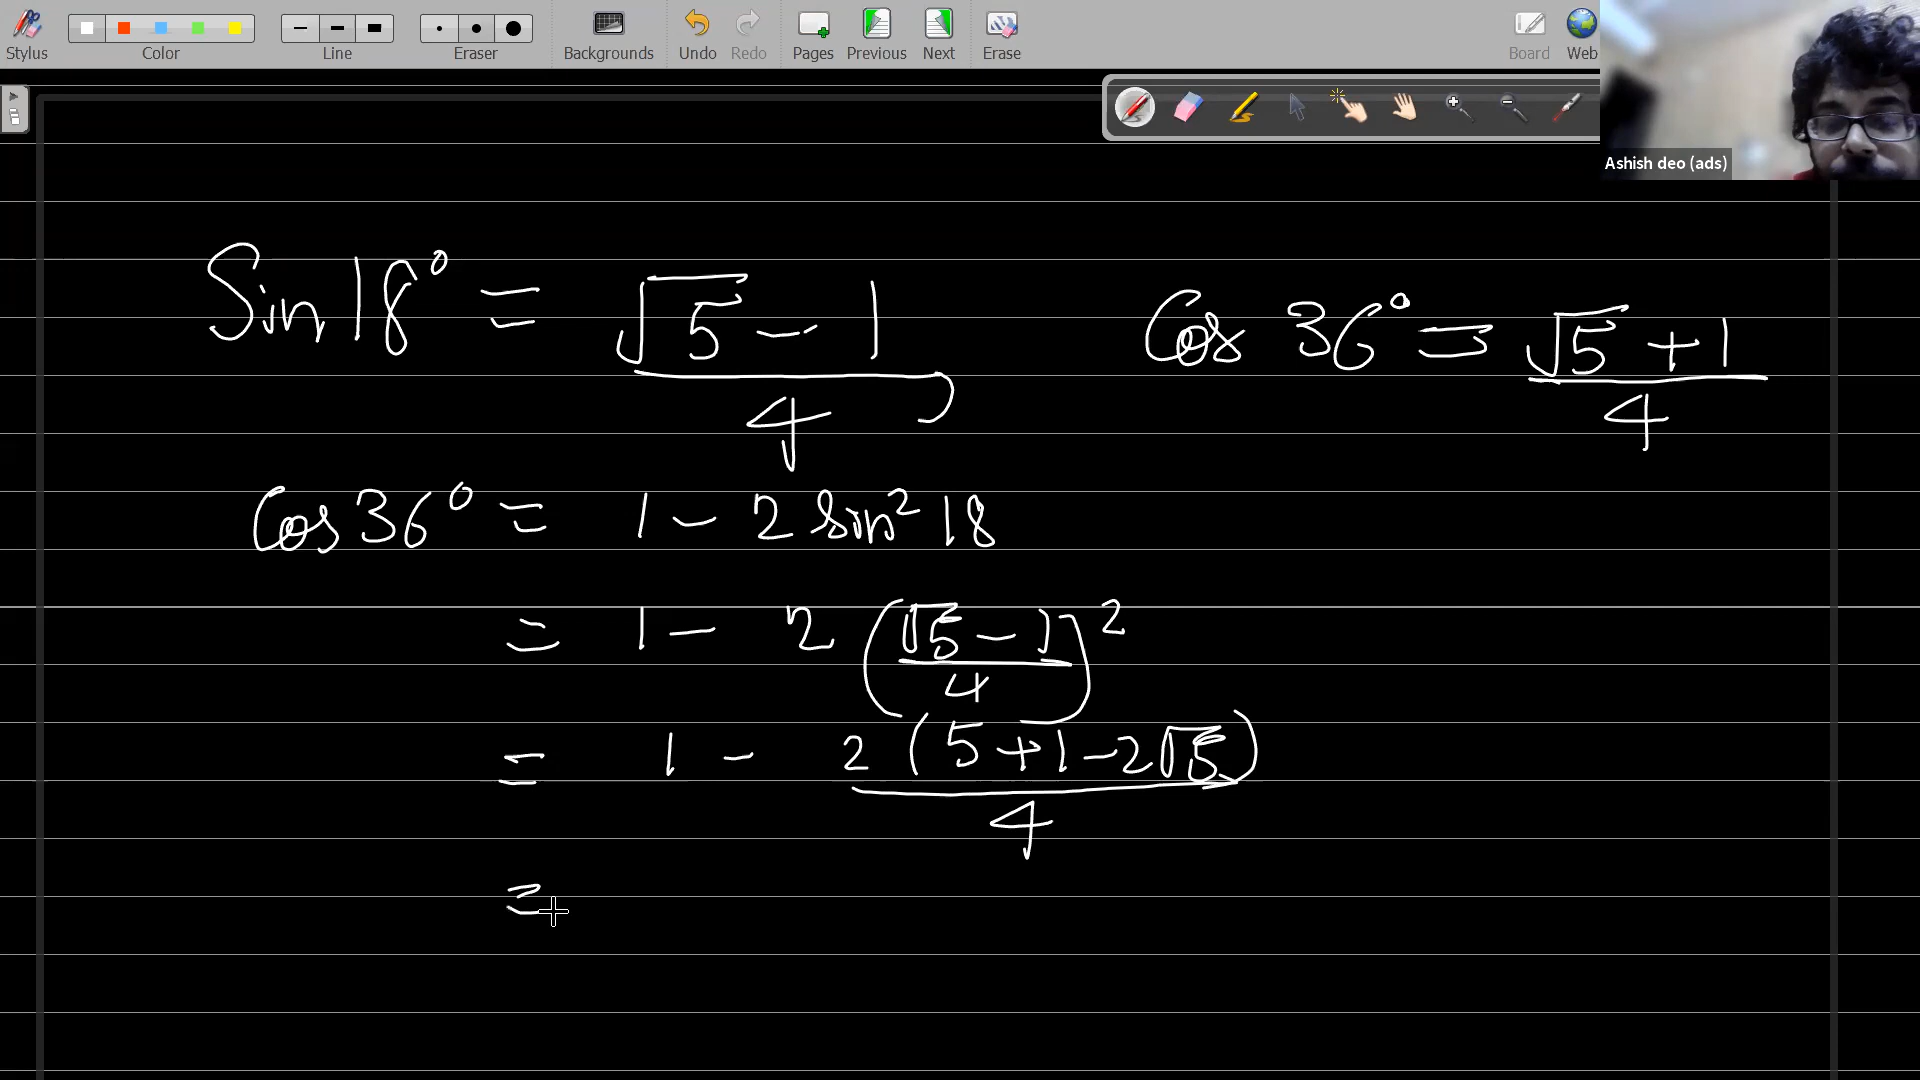 Stylus Color Line Eraser Backgrounds Undo Redo Pages Previous Next Erase Board Web
Ashish deo (ads)
Sin 18° = √5 - 1 / 4
Cos 36° = √5 + 1 / 4
Cos 36° = 1 - 2 sin² 18
= 1 - 2 (√5 - 1 / 4)²
= 1 - 2 (5 + 1 - 2√5) / 4
=